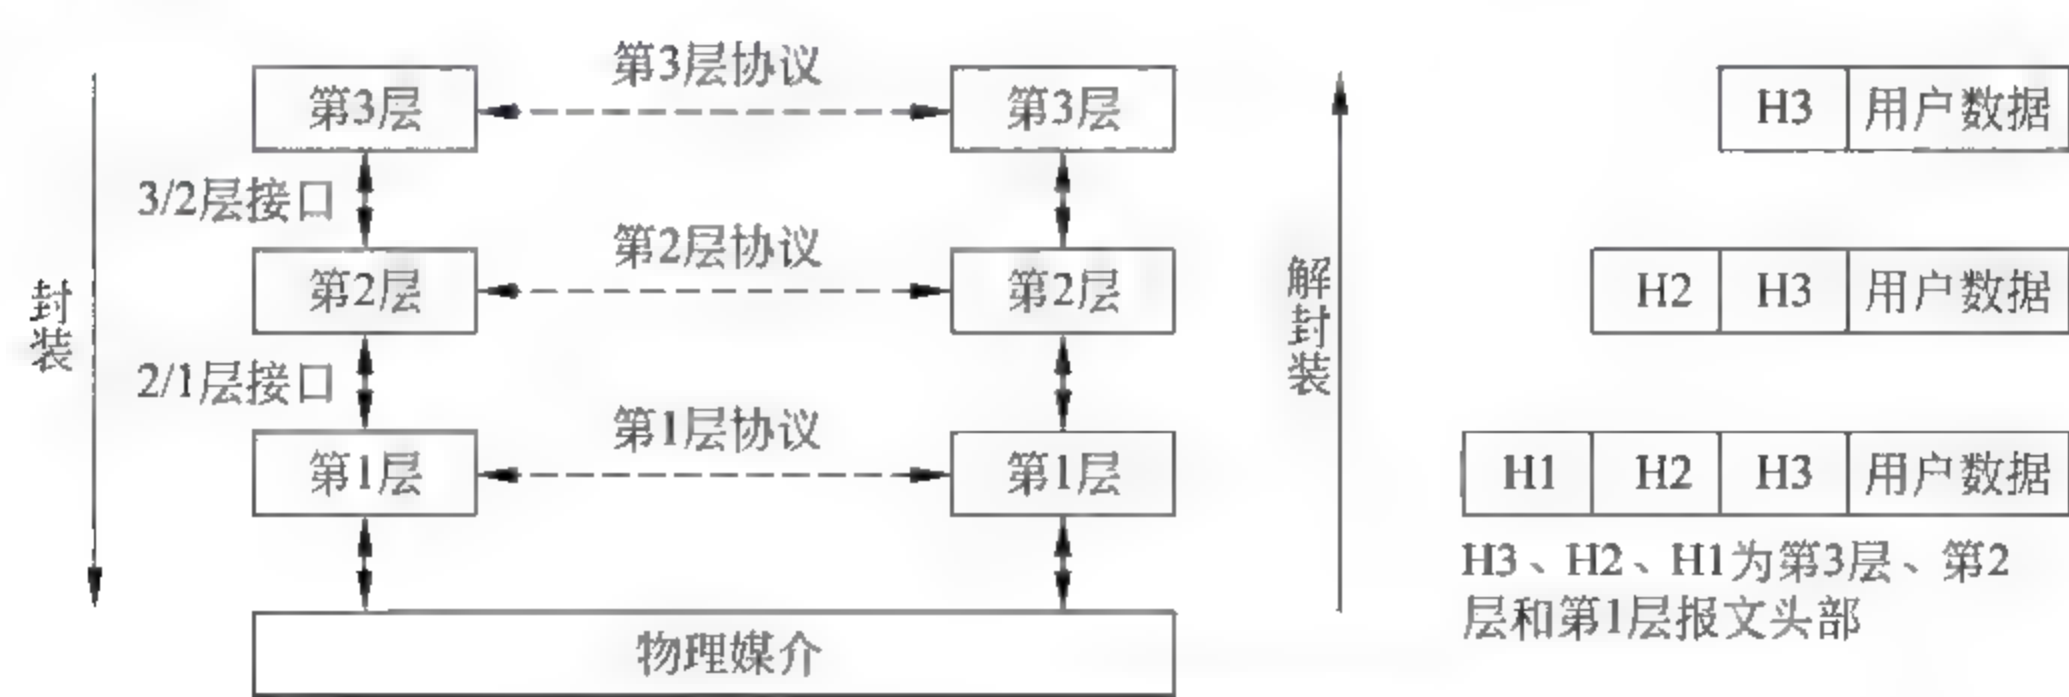 第3层协议
第3层
第3层
H3
用户数据
3/2层接口
第2层协议
第2层
第2层
H2
H3
用户数据
封装
解封装
2/1层接口
第1层协议
第1层
第1层
H1
H2
H3
用户数据
H3、H2、H1为第3层、第2
层和第1层报文头部
物理媒介